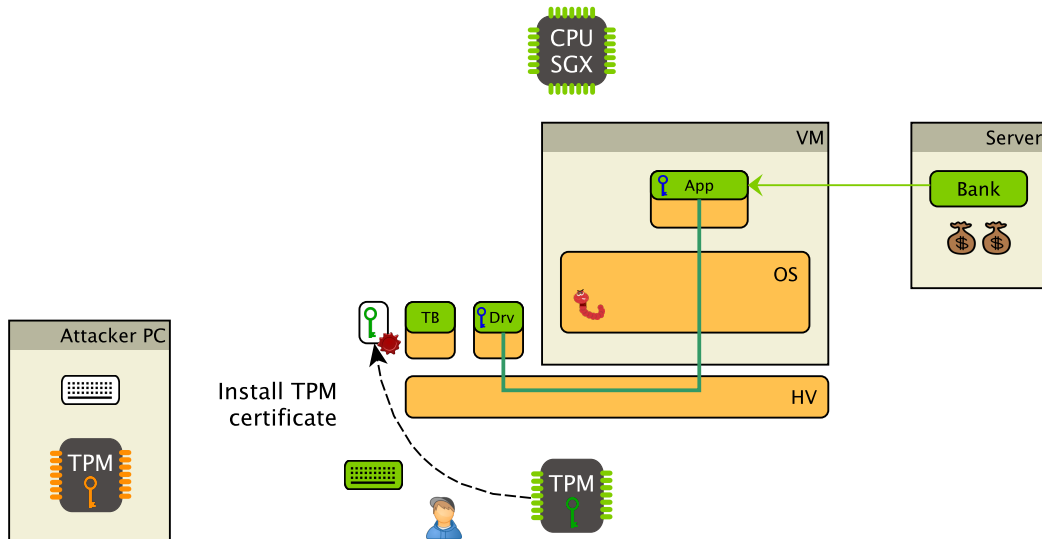 CPU
SGX
VM
Server
App
Bank
$ $
OS
TB
Drv
Attacker PC
Install TPM
certificate
HV
TPM
TPM